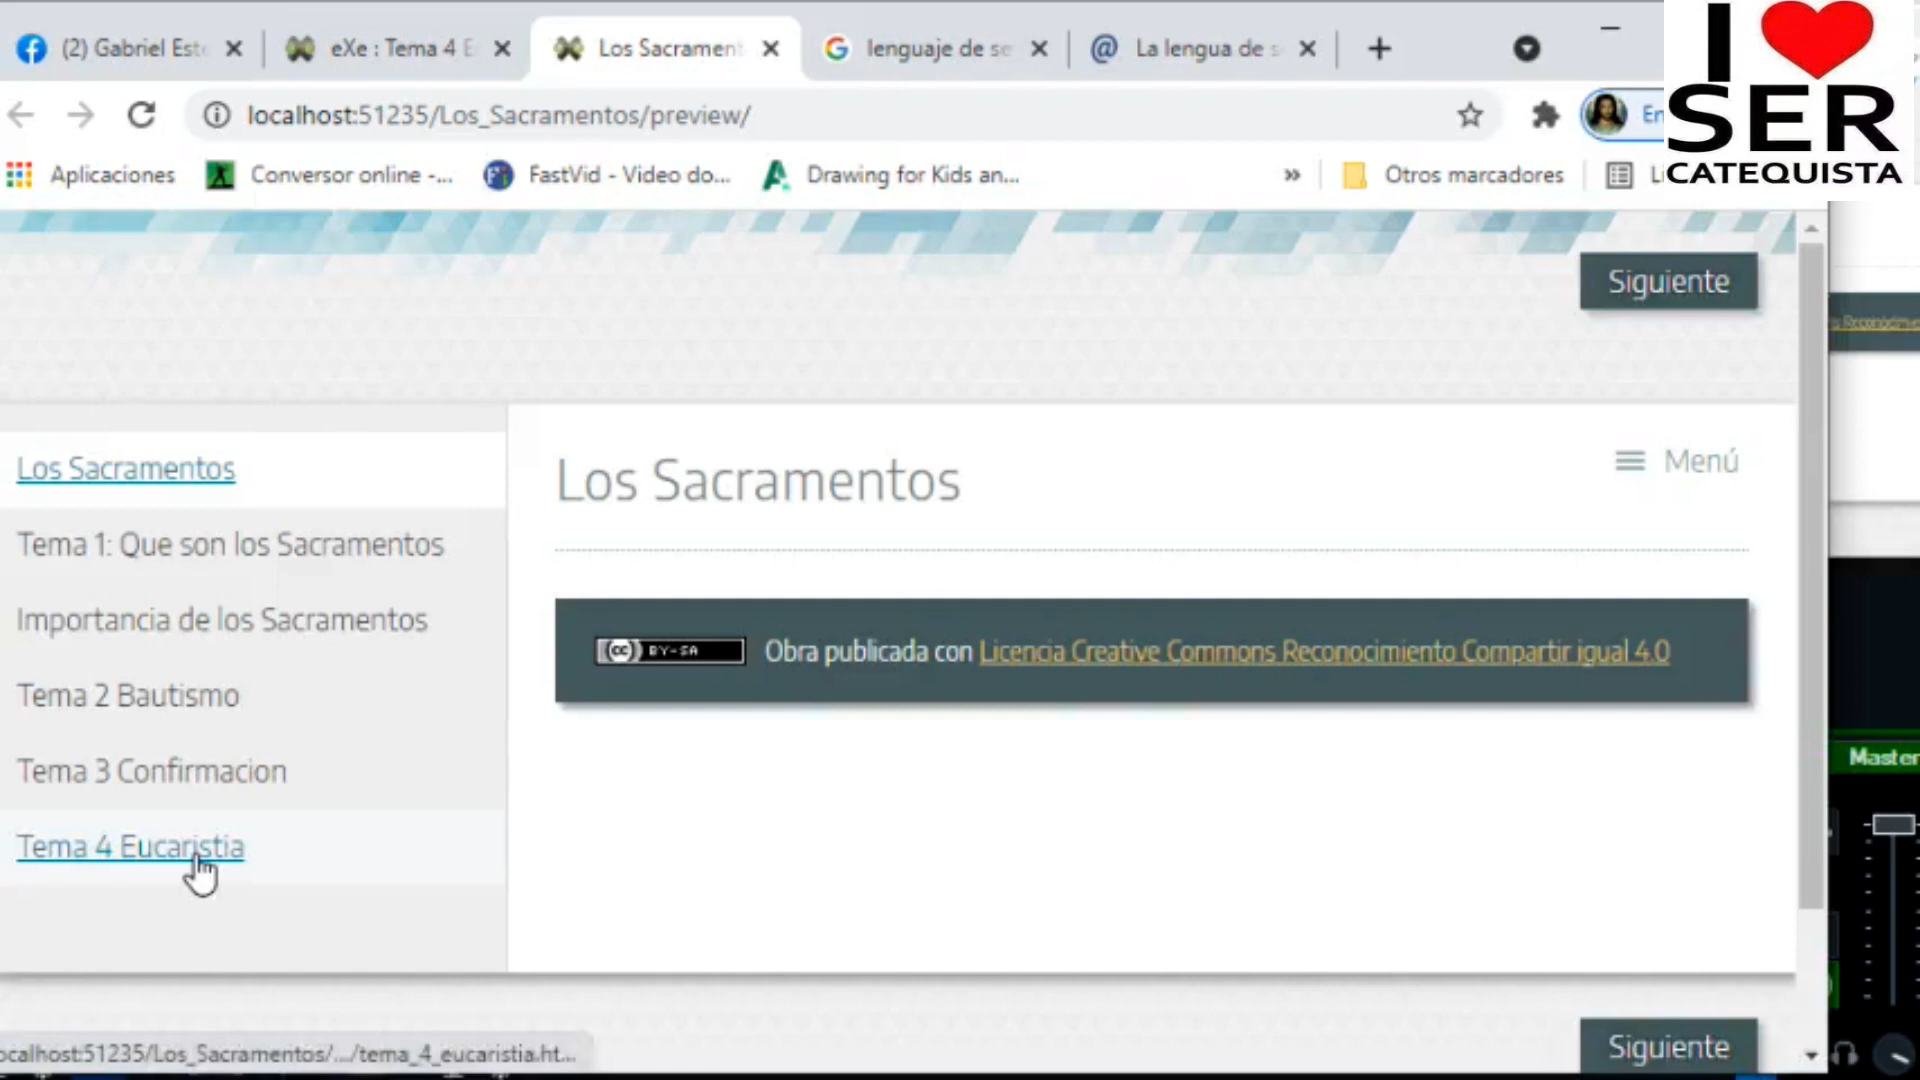 (2) Gabriel Est
eXe : Tema 4 E
Los Sacrament
lenguaje de se
La lengua de s
localhost:51235/Los_Sacramentos/preview/
En
I
SER
CATEQUISTA
Aplicaciones
Conversor online -...
FastVid - Video do...
Drawing for Kids an...
»
Otros marcadores
Li
Siguiente
Los Sacramentos
Tema 1: Que son los Sacramentos
Importancia de los Sacramentos
Tema 2 Bautismo
Tema 3 Confirmacion
Tema 4 Eucaristia
Los Sacramentos
Menú
(cc) BY-SA
Obra publicada con Licencia Creative Commons Reconocimiento Compartir igual 4.0
Master
Siguiente
ocalhost:51235/Los_Sacramentos/.../tema_4_eucaristia.ht...